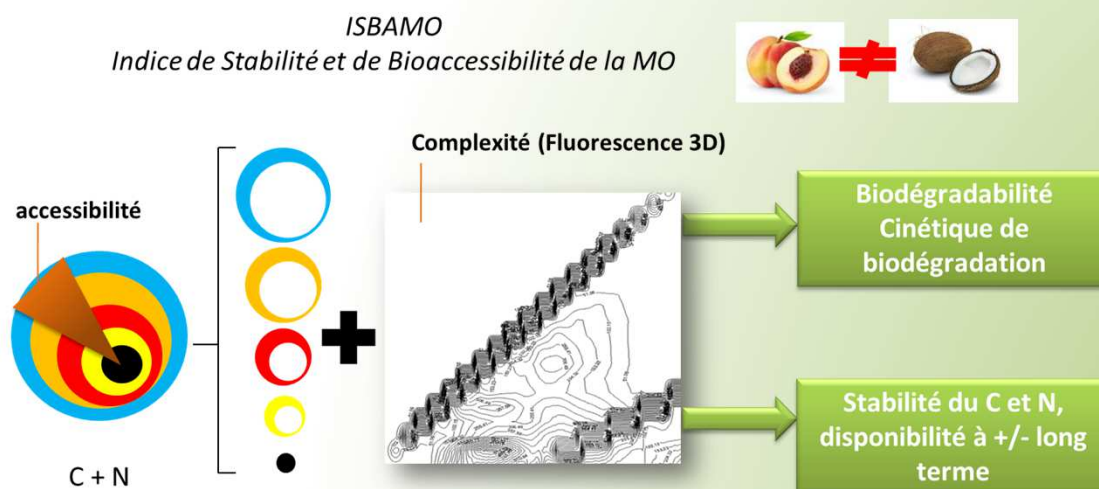 ISBAMO
Indice de Stabilité et de Bioaccessibilité de la MO
Complexité (Fluorescence 3D)
accessibilité
Biodégradabilité
Cinétique de
biodégradation
Stabilité du C et N,
disponibilité à +/- long
terme
C + N